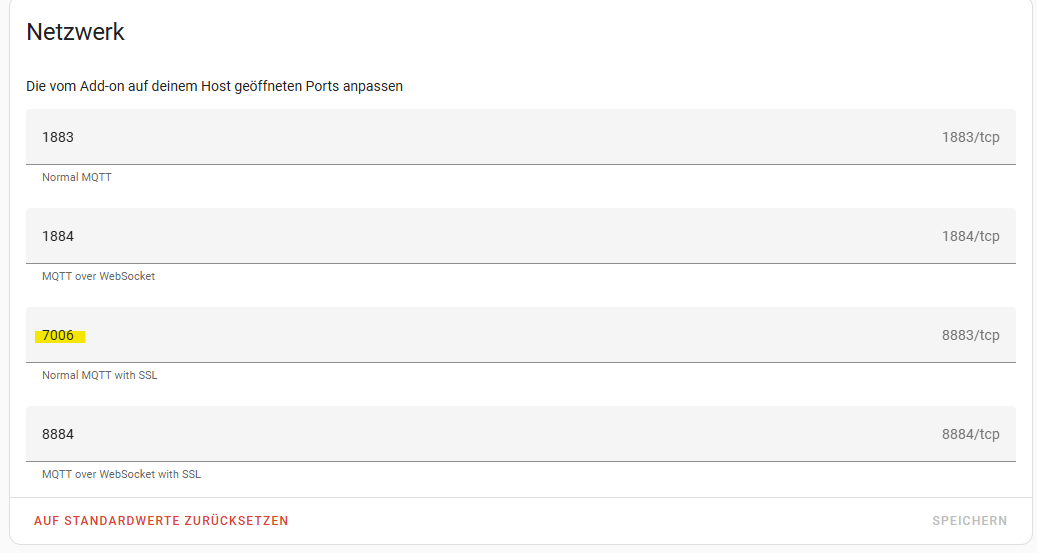 Netzwerk
Die vom Add-on auf deinem Host geöffneten Ports anpassen
1883 1883/tcp
Normal MQTT
1884 1884/tcp
MQTT over WebSocket
7006 8883/tcp
Normal MQTT with SSL
8884 8884/tcp
MQTT over WebSocket with SSL
AUF STANDARDWERTE ZURÜCKSETZEN SPEICHERN